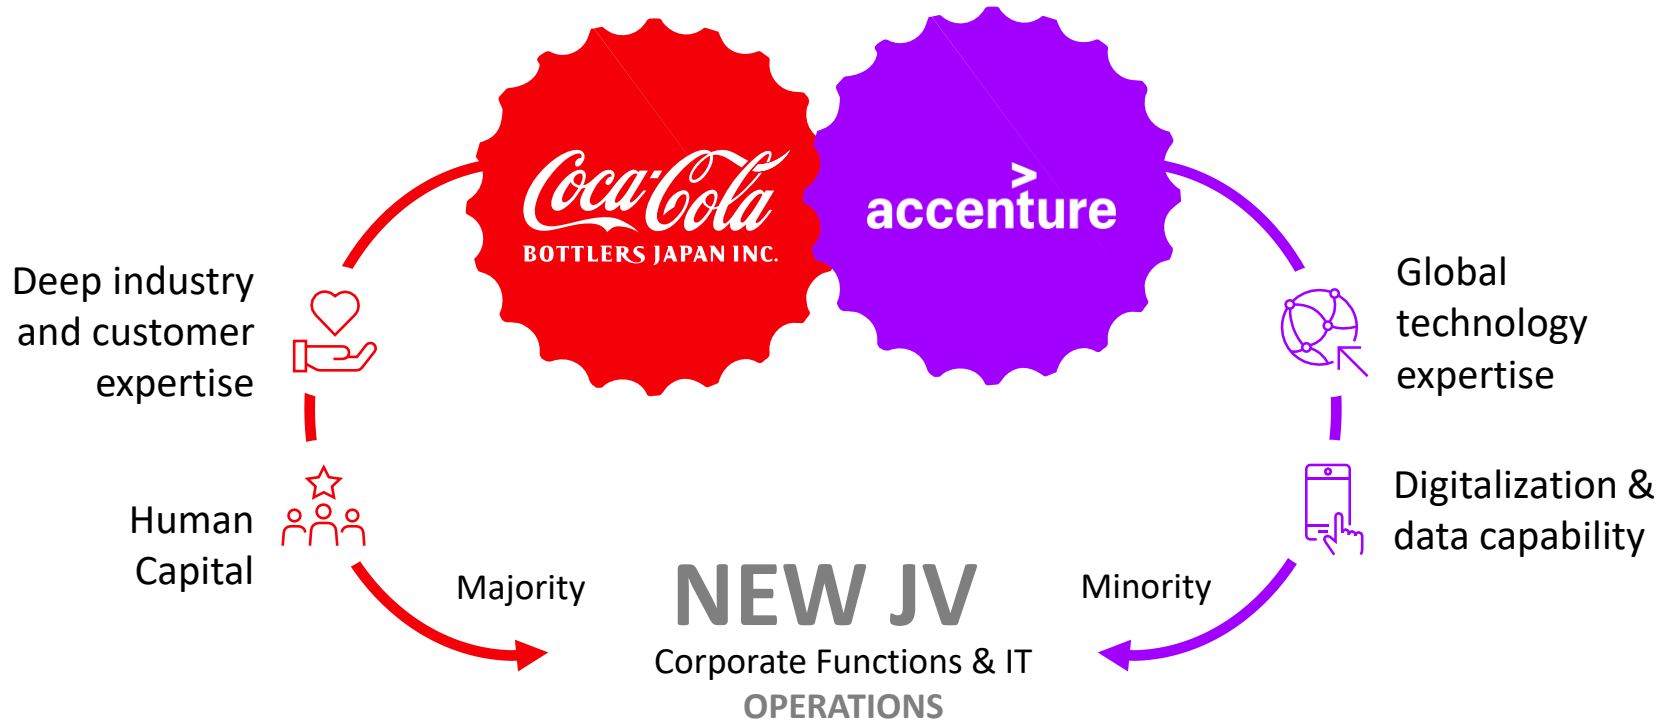 Coca-Cola
BOTTLERS JAPAN INC.
accenture
>
Deep industry
and customer
expertise
Human
Capital
Global
technology
expertise
Digitalization &
data capability
Majority
NEW JV
Minority
Corporate Functions & IT
OPERATIONS